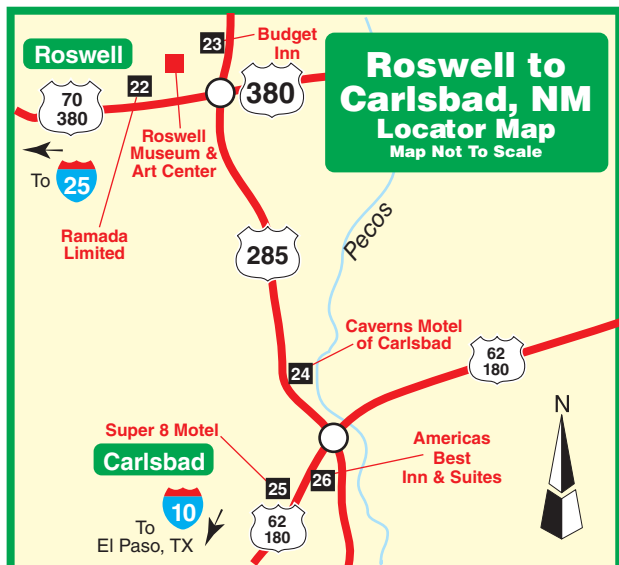 Roswell to
Carlsbad, NM
Locator Map
Map Not To Scale
23
Budget
Inn
Roswell
22
70
380
380
Roswell
Museum &
Art Center
To
25
Ramada
Limited
285
Pecos
Caverns Motel
of Carlsbad
24
62
180
N
Super 8 Motel
Carlsbad
Americas
Best
Inn & Suites
25
26
10
62
180
To
El Paso, TX